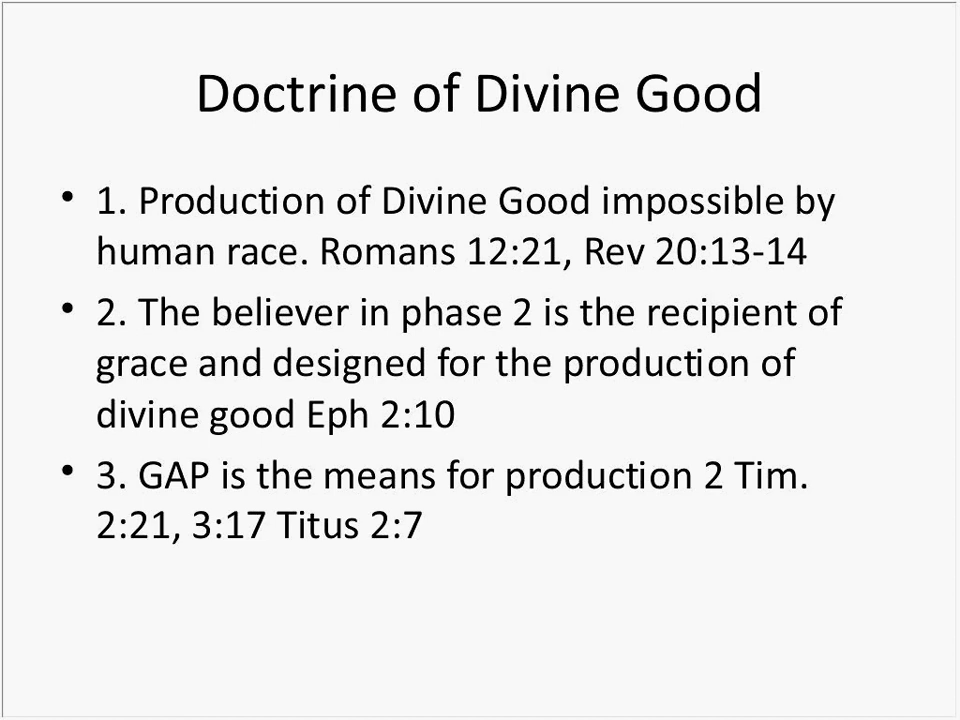 Doctrine of Divine Good
• 1. Production of Divine Good impossible by
human race. Romans 12:21, Rev 20:13-14
• 2. The believer in phase 2 is the recipient of
grace and designed for the production of
divine good Eph 2:10
• 3. GAP is the means for production 2 Tim.
2:21, 3:17 Titus 2:7